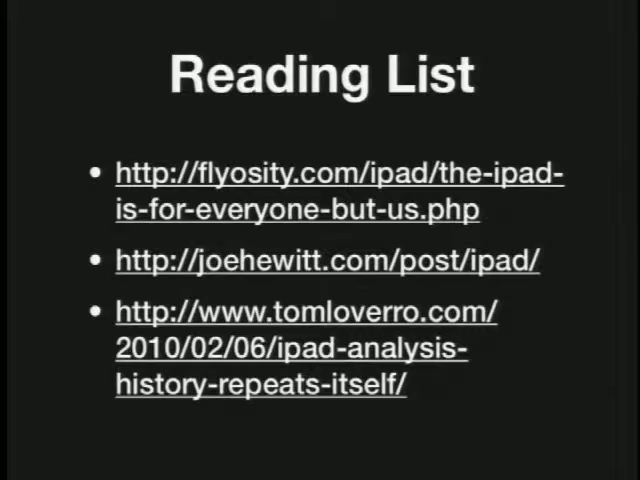 Reading List
• http://flyosity.com/ipad/the-ipad-
is-for-everyone-but-us.php
• http://joehewitt.com/post/ipad/
• http://www.tomloverro.com/
2010/02/06/ipad-analysis-
history-repeats-itself/